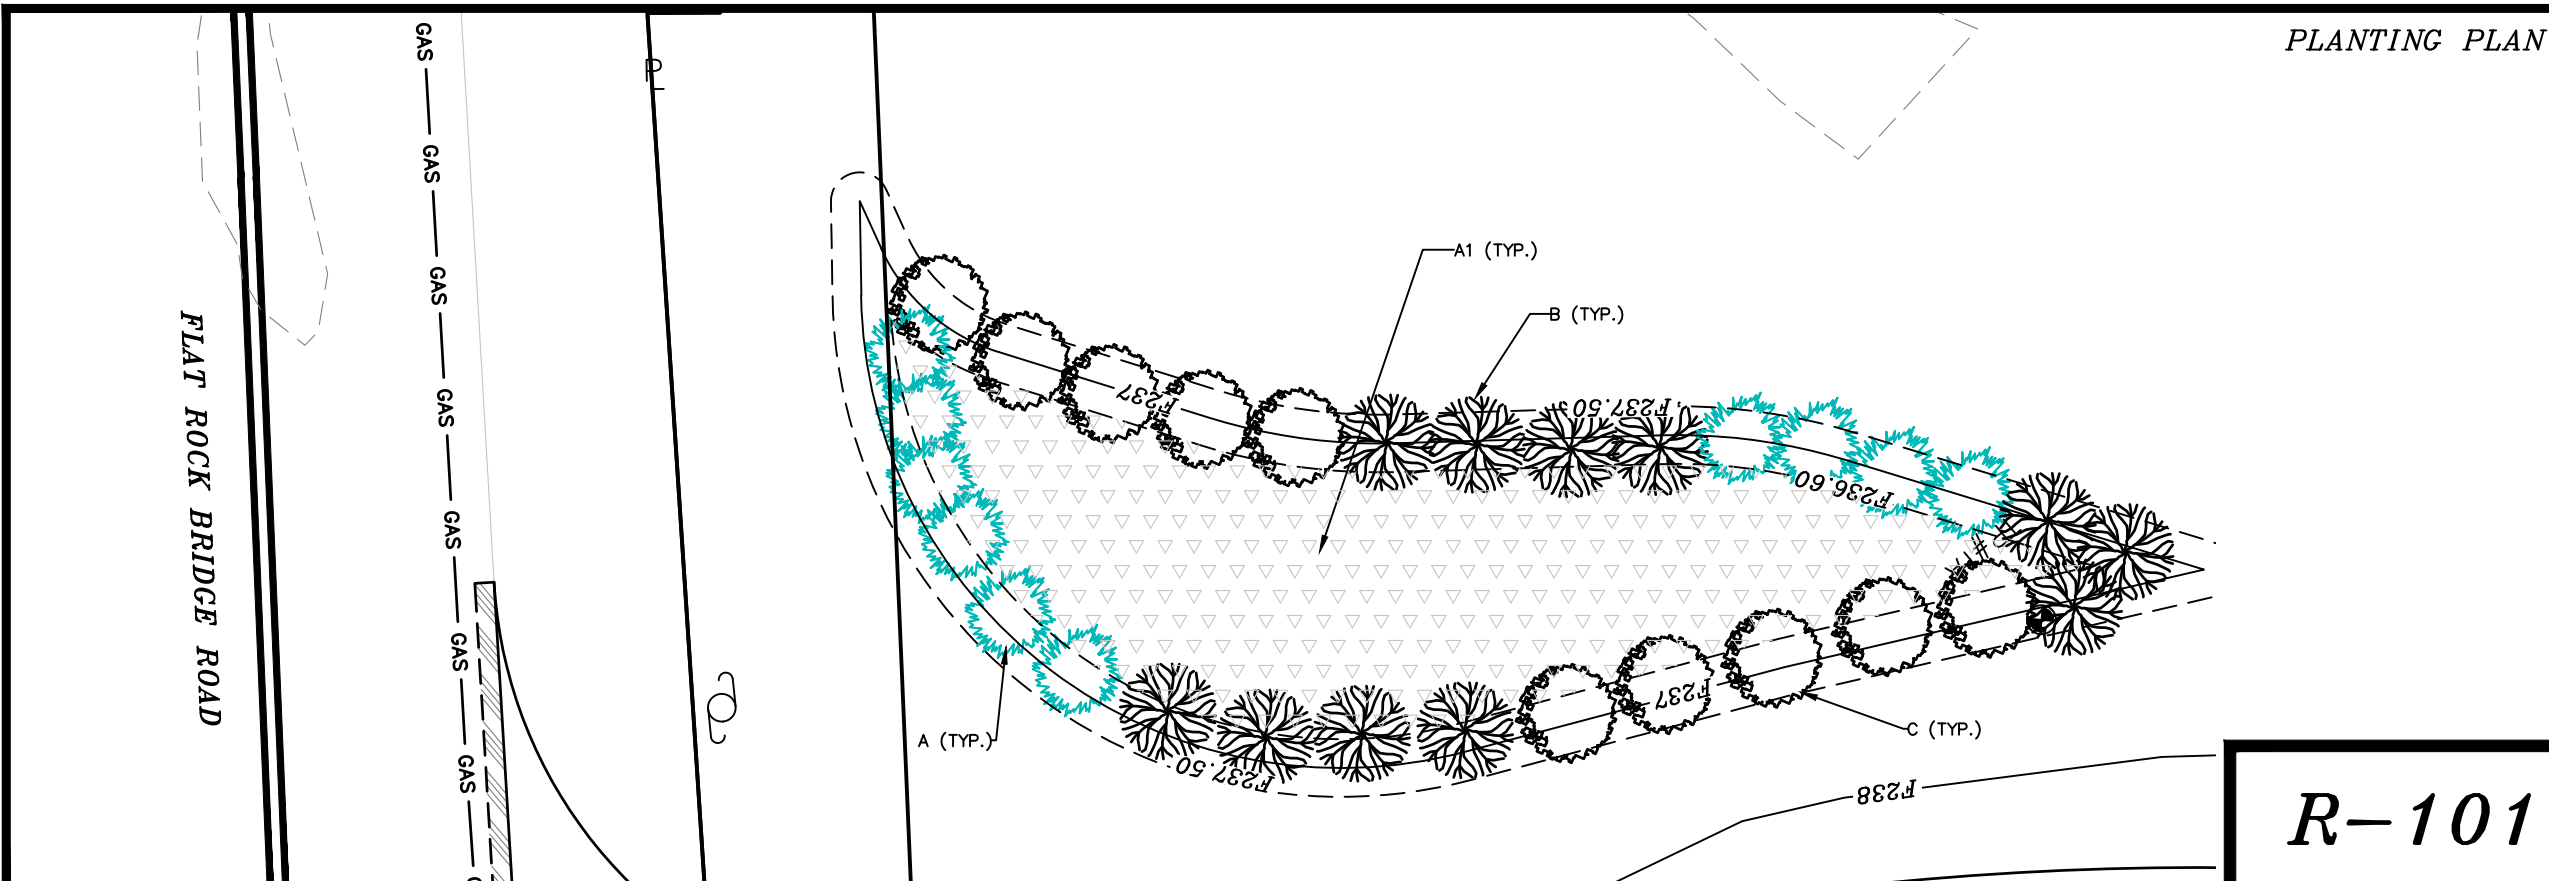 PLANTING PLAN
GAS
GAS
GAS
GAS
GAS
GAS
GAS
PL
FLAT ROCK BRIDGE ROAD
A1 (TYP.)
B (TYP.)
F237
F237.50
F236.60
F237
A (TYP.)
C (TYP.)
F237.50
F238
R-101